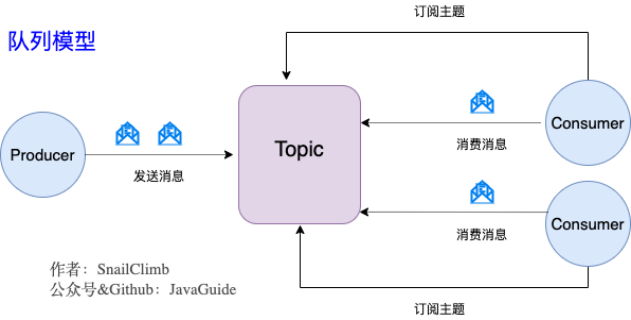 订阅主题
队列模型
Consumer
消费消息
Topic
Producer
发送消息
Consumer
消费消息
作者：SnailClimb
公众号&Github：JavaGuide
订阅主题